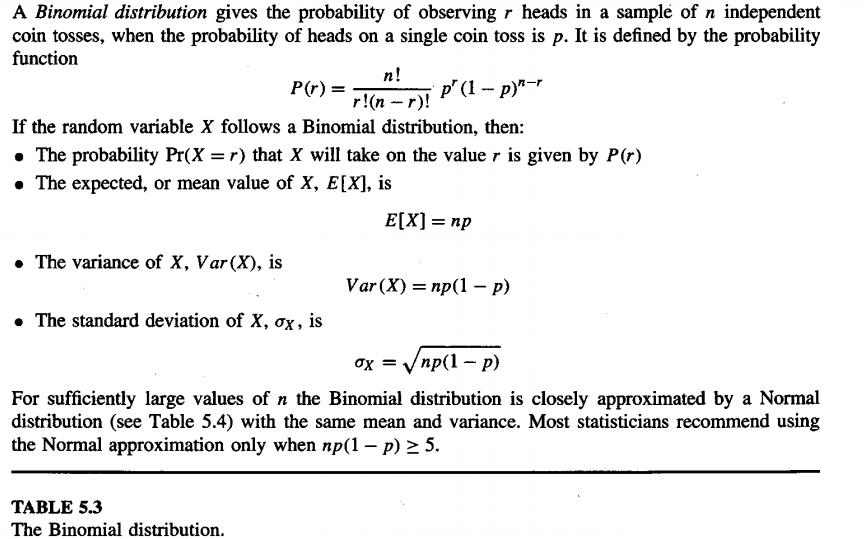 A Binomial distribution gives the probability of observing r heads in a sample of n independent
coin tosses, when the probability of heads on a single coin toss is p. It is defined by the probability
function
P(r) = n! / r!(n − r)! p^r (1 − p)^{n−r}
If the random variable X follows a Binomial distribution, then:
• The probability Pr(X = r) that X will take on the value r is given by P(r)
• The expected, or mean value of X, E[X], is
E[X] = np
• The variance of X, Var(X), is
Var(X) = np(1 − p)
• The standard deviation of X, σ_X, is
σ_X = √np(1 − p)
For sufficiently large values of n the Binomial distribution is closely approximated by a Normal
distribution (see Table 5.4) with the same mean and variance. Most statisticians recommend using
the Normal approximation only when np(1 − p) ≥ 5.
TABLE 5.3
The Binomial distribution.